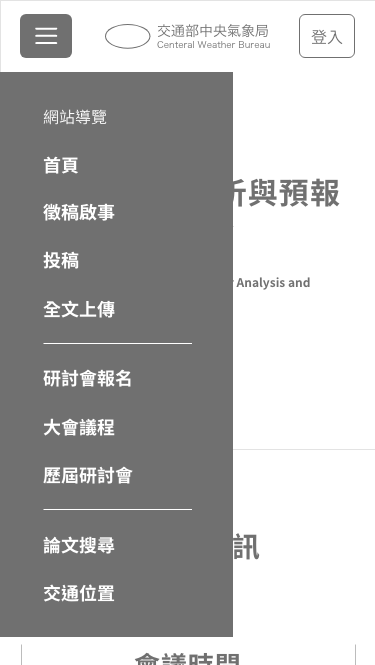 交通部中央氣象局
Centeral Weather Bureau
登入
網站導覽
首頁
徵稿啟事
投稿
全文上傳
研討會報名
大會議程
歷屆研討會
論文搜尋
交通位置
析與預報
Analysis and
訊
會議時間